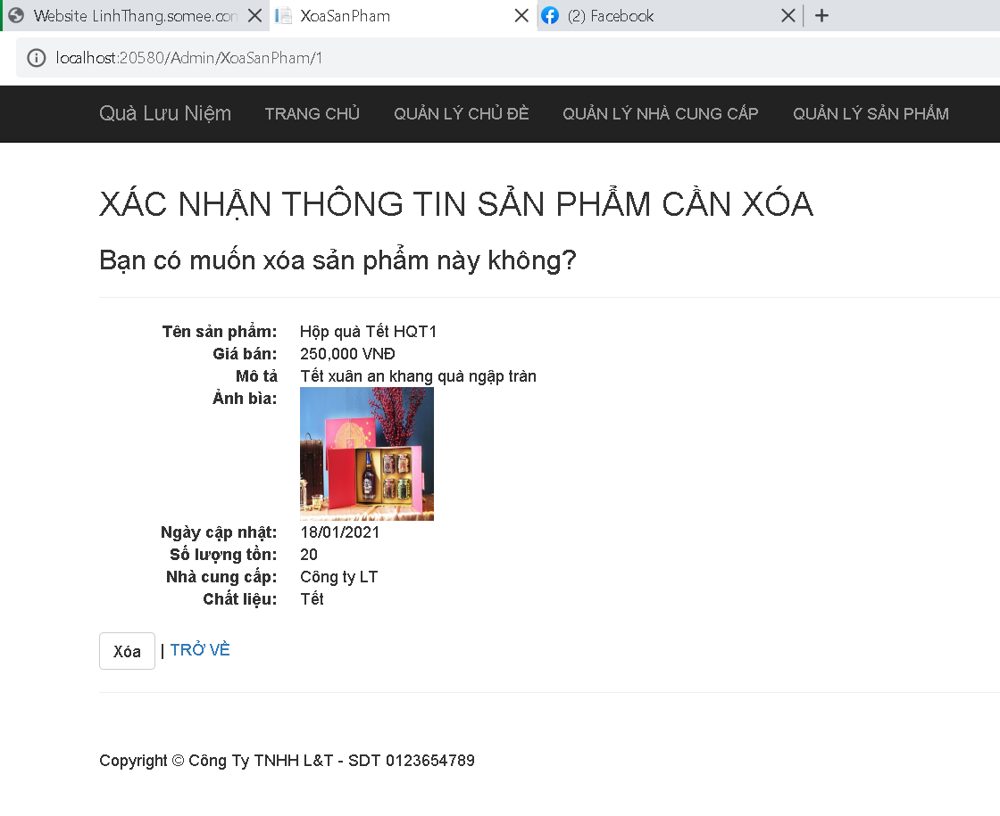 Website LinhThang.somee.con
XoaSanPham
(2) Facebook
localhost:20580/Admin/XoaSanPham/1
Quà Lưu Niệm TRANG CHỦ QUẢN LÝ CHỦ ĐỀ QUẢN LÝ NHÀ CUNG CẤP QUẢN LÝ SẢN PHẨM
XÁC NHẬN THÔNG TIN SẢN PHẨM CẦN XÓA
Bạn có muốn xóa sản phẩm này không?
Tên sản phẩm: Hộp quà Tết HQT1
Giá bán: 250,000 VNĐ
Mô tả Tết xuân an khang quà ngập tràn
Ảnh bìa:
Ngày cập nhật: 18/01/2021
Số lượng tồn: 20
Nhà cung cấp: Công ty LT
Chất liệu: Tết
Xóa | TRỞ VỀ
Copyright © Công Ty TNHH L&T - SDT 0123654789